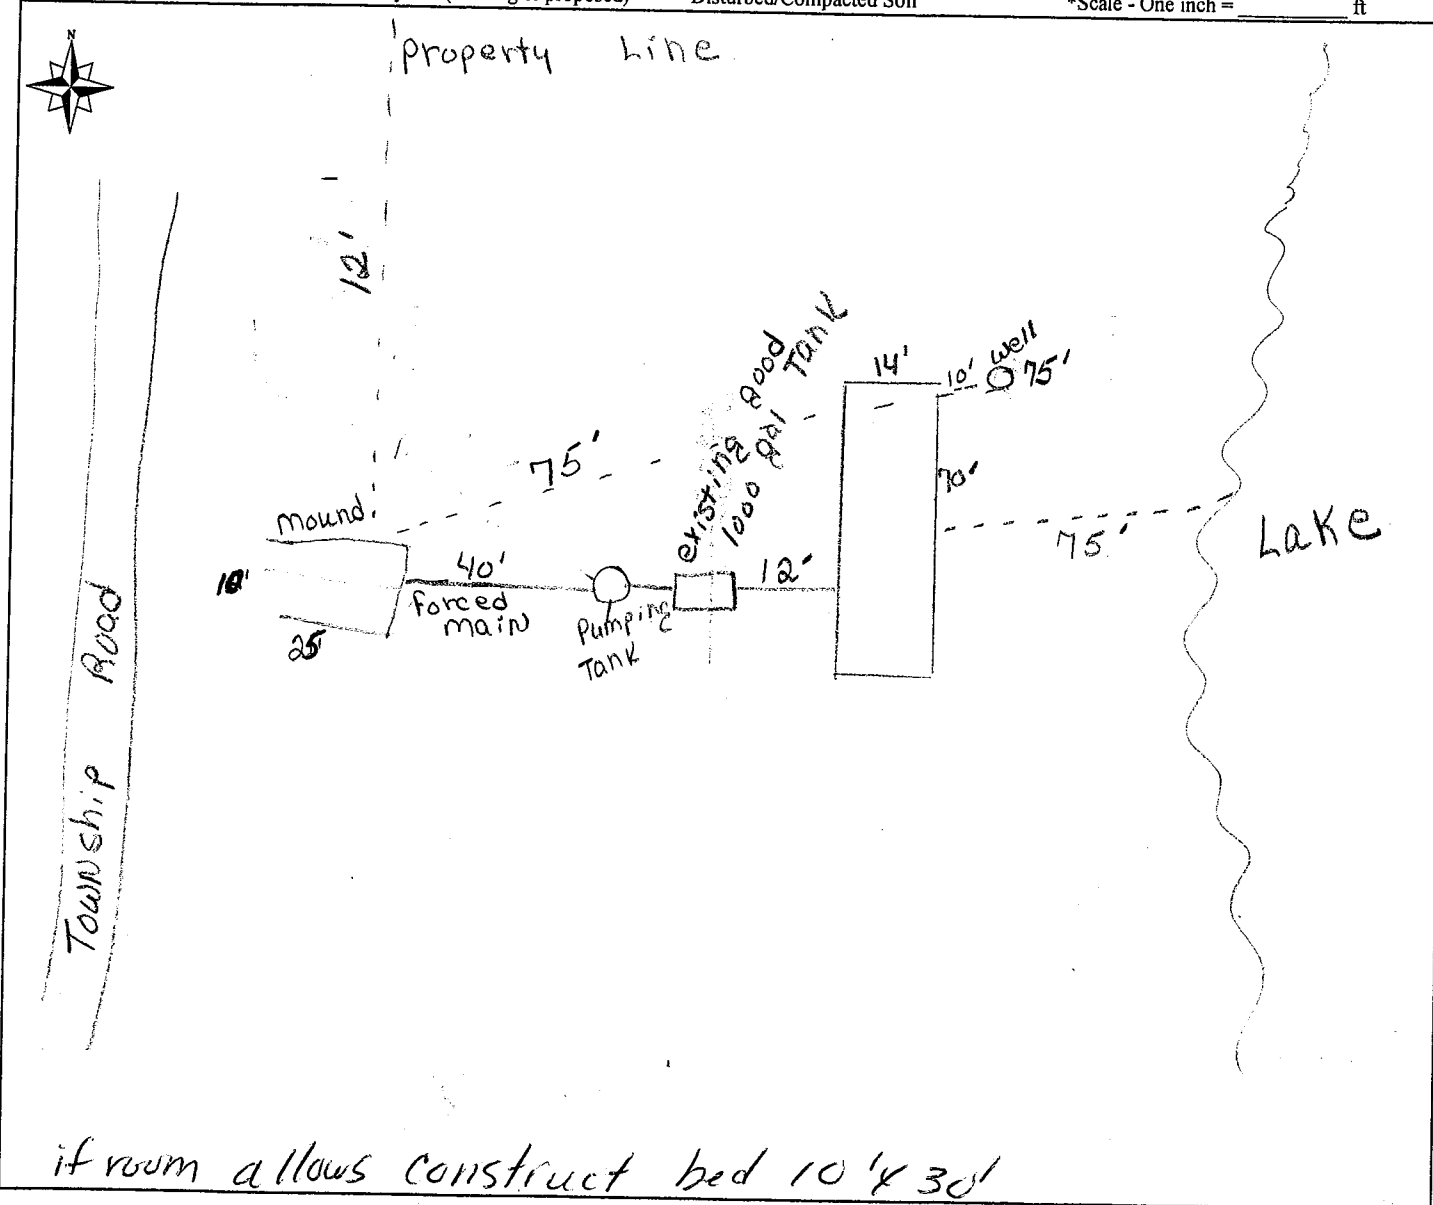 Disturbed/Compacted Soil
*Scale - One inch = ft
N
Property Line
12'
existing good
1000 gal Tank
14'
10' well
75'
75'
70'
Mound
75'
Lake
40'
forced
main
12'
25'
Pumping
Tank
Township Road
if room allows construct bed 10'x30'